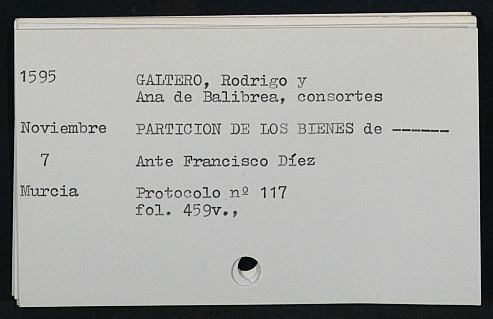 1595 GALTERO, Rodrigo y
Ana de Balibrea, consortes
Noviembre PARTICION DE LOS BIENES de ------
7 Ante Francisco Díez
Murcia Protocolo nº 117
fol. 459v.,